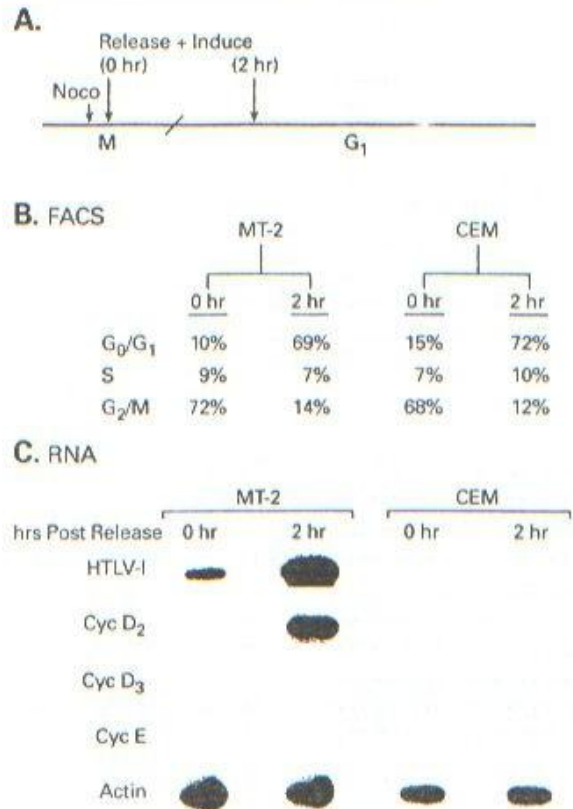 A.
Release + Induce
(0 hr) (2 hr)
Noco
M G₁
B. FACS
MT-2 CEM
0 hr 2 hr 0 hr 2 hr
G₀/G₁ 10% 69% 15% 72%
S 9% 7% 7% 10%
G₂/M 72% 14% 68% 12%
C. RNA
MT-2 CEM
hrs Post Release 0 hr 2 hr 0 hr 2 hr
HTLV-I
Cyc D₂
Cyc D₃
Cyc E
Actin